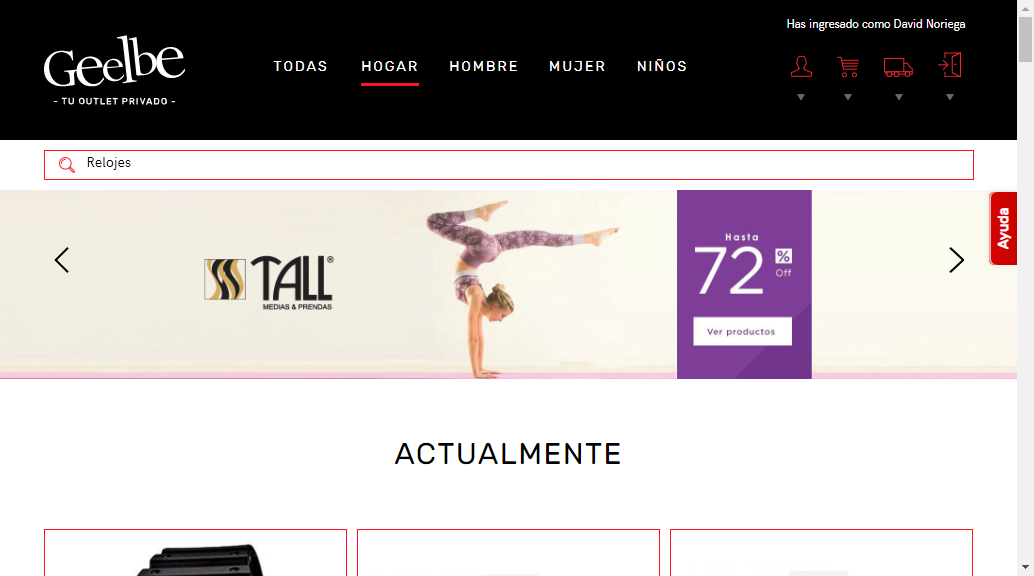 Has ingresado como David Noriega
Geelbe
- TU OUTLET PRIVADO -
TODAS HOGAR HOMBRE MUJER NIÑOS
Relojes
Ayuda
TALL®
MEDIAS & PRENDAS
Hasta
72 % Off
Ver productos
ACTUALMENTE